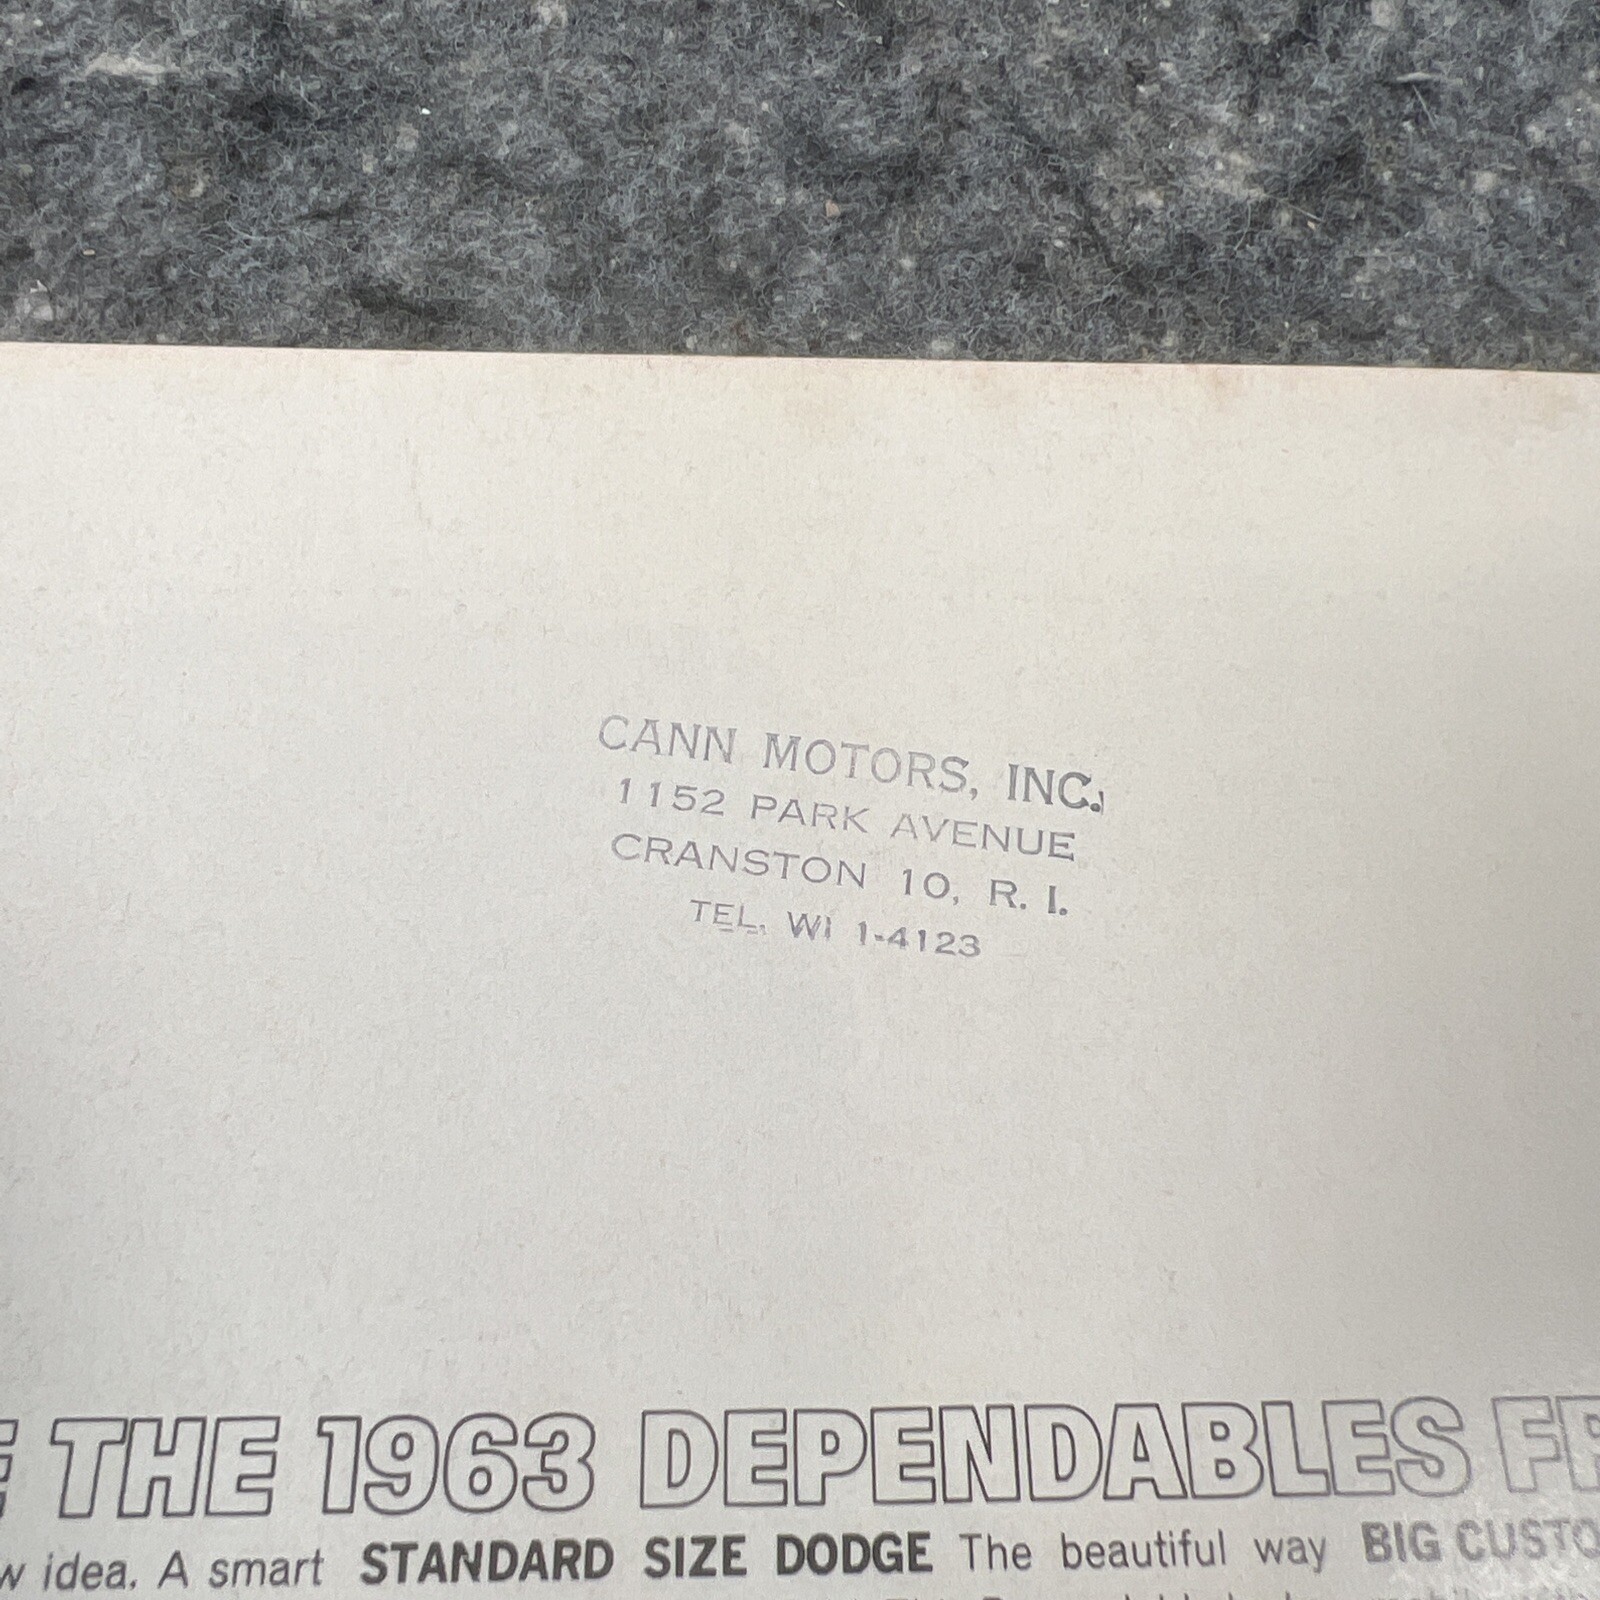 CANN MOTORS, INC.
1152 PARK AVENUE
CRANSTON 10, R. I.
TEL. WI 1-4123
THE 1963 DEPENDABLES
idea. A smart STANDARD SIZE DODGE The beautiful way BIG